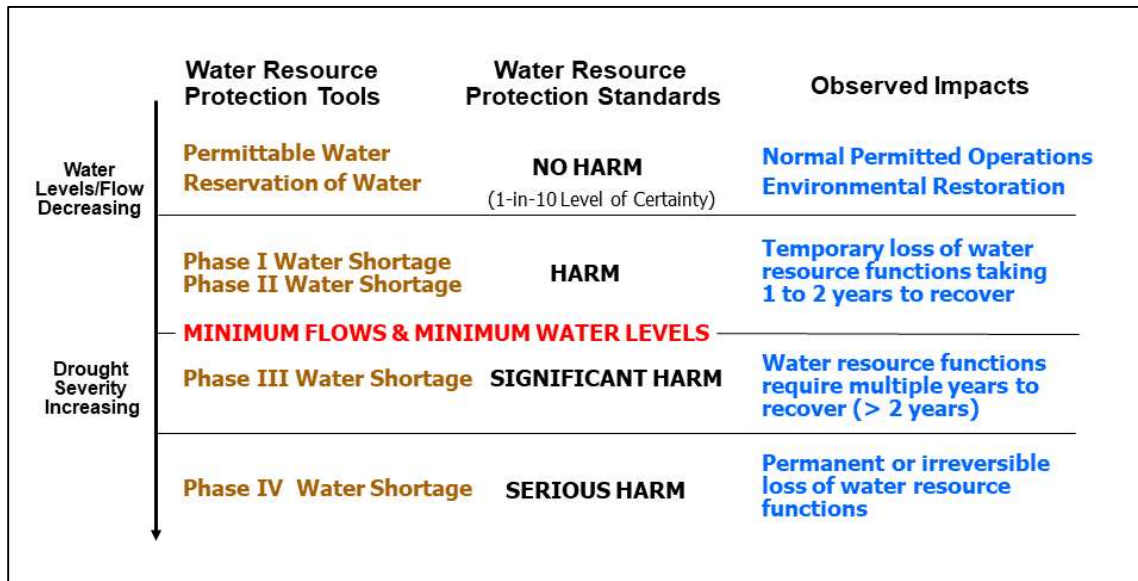 Water Resource
Protection Tools
Water Resource
Protection Standards
Observed Impacts
Water
Levels/Flow
Decreasing
Permittable Water
Reservation of Water
NO HARM
(1-in-10 Level of Certainty)
Normal Permitted Operations
Environmental Restoration
Phase I Water Shortage
Phase II Water Shortage
HARM
Temporary loss of water
resource functions taking
1 to 2 years to recover
MINIMUM FLOWS & MINIMUM WATER LEVELS
Drought
Severity
Increasing
Phase III Water Shortage
SIGNIFICANT HARM
Water resource functions
require multiple years to
recover (> 2 years)
Phase IV Water Shortage
SERIOUS HARM
Permanent or irreversible
loss of water resource
functions